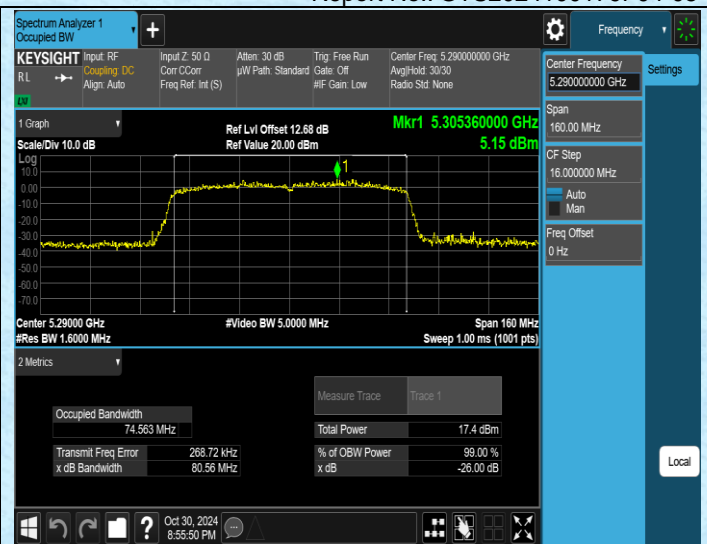 Spectrum Analyzer 1
Occupied BW
+
Frequency
KEYSIGHT
RL
Input: RF
Coupling: DC
Align: Auto
Input Z: 50 Ω
Corr CCorr
Freq Ref: Int (S)
Atten: 30 dB
µW Path: Standard
Trig: Free Run
Gate: Off
#IF Gain: Low
Center Freq: 5.290000000 GHz
Avg|Hold: 30/30
Radio Std: None
LNI
Center Frequency
5.290000000 GHz
Settings
Span
160.00 MHz
CF Step
16.000000 MHz
Auto
Man
Freq Offset
0 Hz
Local
1 Graph
Scale/Div 10.0 dB
Ref Lvl Offset 12.68 dB
Ref Value 20.00 dBm
Mkr1 5.305360000 GHz
5.15 dBm
Log
10.0
0.00
-10.0
-20.0
-30.0
-40.0
-50.0
-60.0
-70.0
1
Center 5.29000 GHz
#Res BW 1.6000 MHz
#Video BW 5.0000 MHz
Span 160 MHz
Sweep 1.00 ms (1001 pts)
2 Metrics
Measure Trace Trace 1
Occupied Bandwidth
74.563 MHz
Total Power 17.4 dBm
Transmit Freq Error 268.72 kHz
% of OBW Power 99.00 %
x dB Bandwidth 80.56 MHz
x dB -26.00 dB
?
Oct 30, 2024
8:55:50 PM